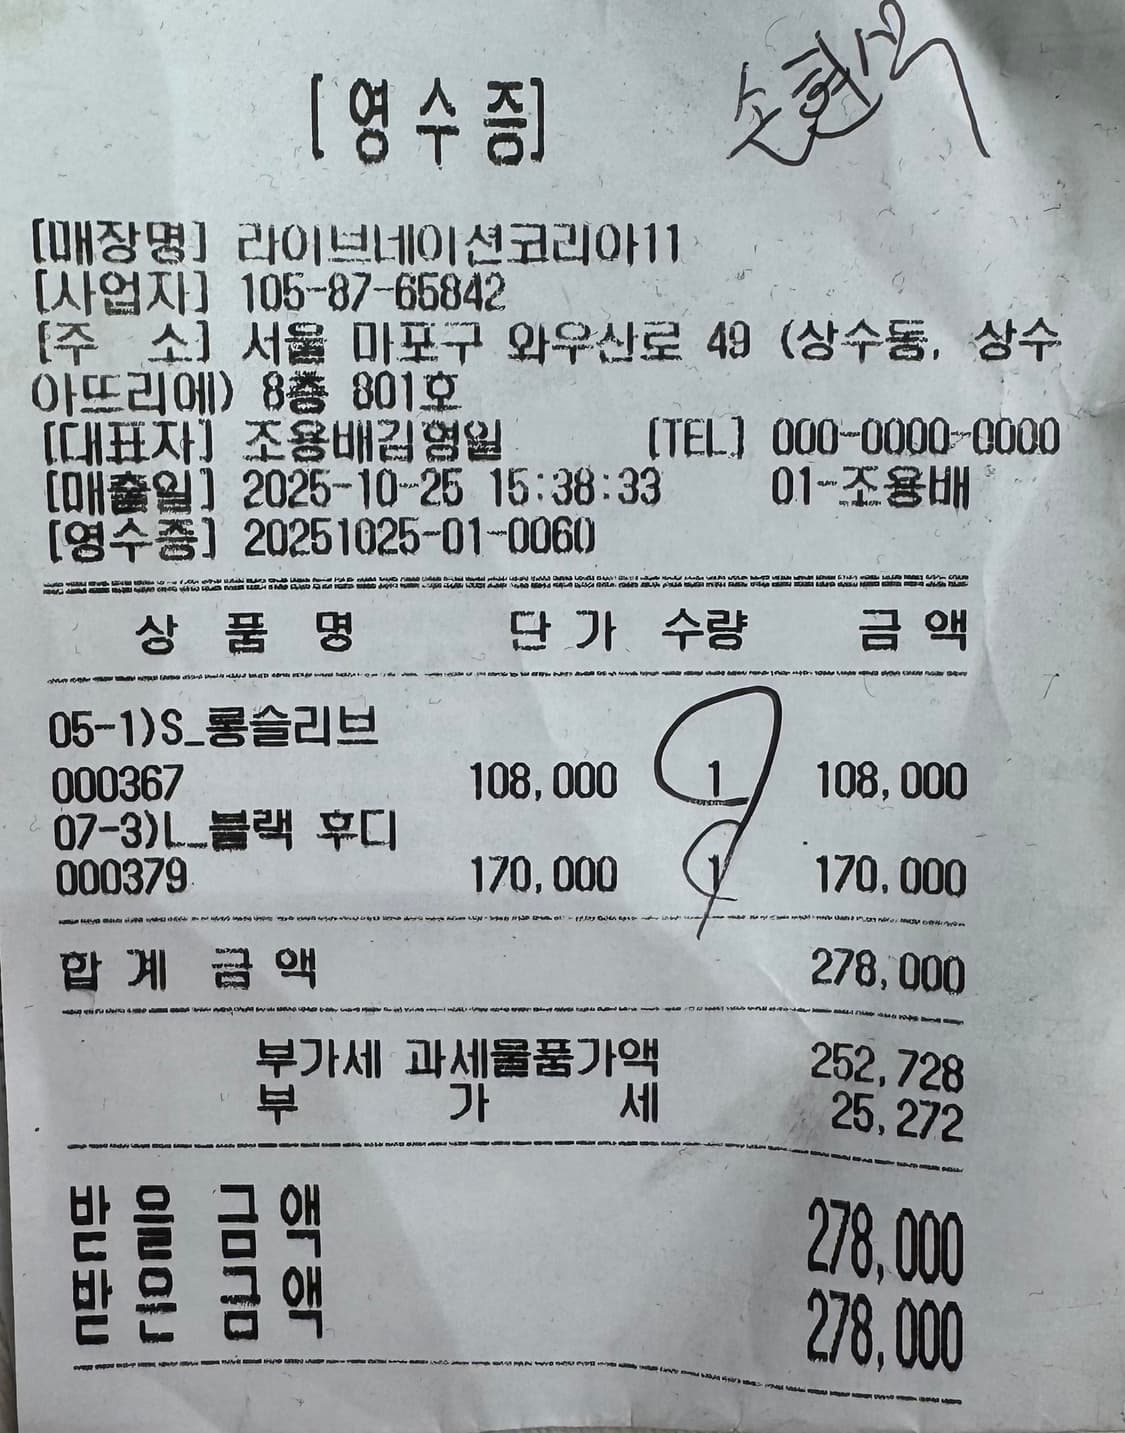 [영수증]
[매장명] 라이브네이션코리아11
[사업자] 105-87-65842
[주 소] 서울 마포구 와우산로 49 (상수동, 상수
아뜨리에) 8층 801호
[대표자] 조용배김형일 [TEL] 000-0000-0000
[매출일] 2025-10-25 15:38:33 01-조용배
[영수증] 20251025-01-0060
상 품 명 단가 수량 금액
05-1)S_롱슬리브
000367 108,000 1 108,000
07-3)L_블랙 후디
000379 170,000 1 170,000
합계 금액 278,000
부가세 과세물품가액 252,728
부 가 세 25,272
받을 금액 278,000
받은 금액 278,000